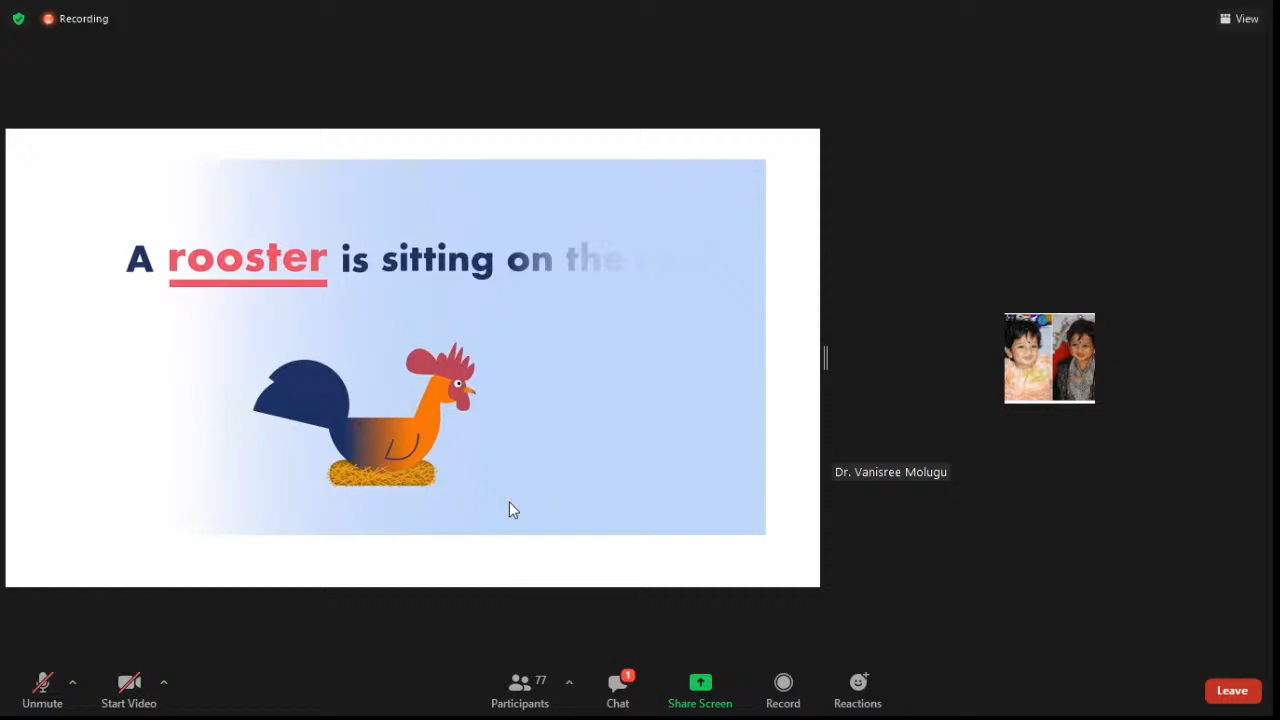 Recording
View
A rooster is sitting on the
Dr. Vanisree Molugu
Unmute
Start Video
77
Participants
1
Chat
Share Screen
Record
Reactions
Leave